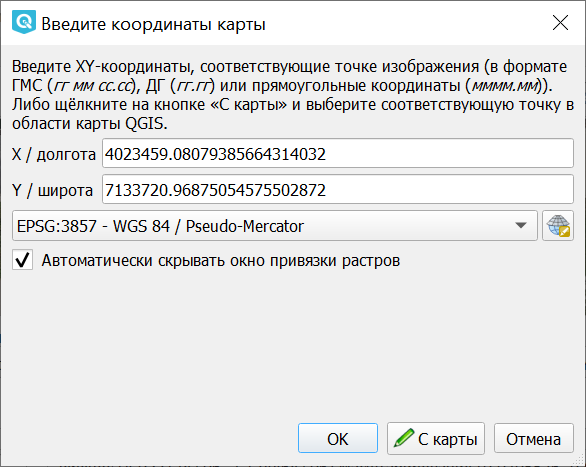 Введите координаты карты
Введите XY-координаты, соответствующие точке изображения (в формате
ГМС (гг мм сс.сс), ДГ (гг.гг) или прямоугольные координаты (мммм.мм)).
Либо щёлкните на кнопке «С карты» и выберите соответствующую точку в
области карты QGIS.
X / долгота 4023459.08079385664314032
Y / широта 7133720.96875054575502872
EPSG:3857 - WGS 84 / Pseudo-Mercator
Автоматически скрывать окно привязки растров
OK С карты Отмена